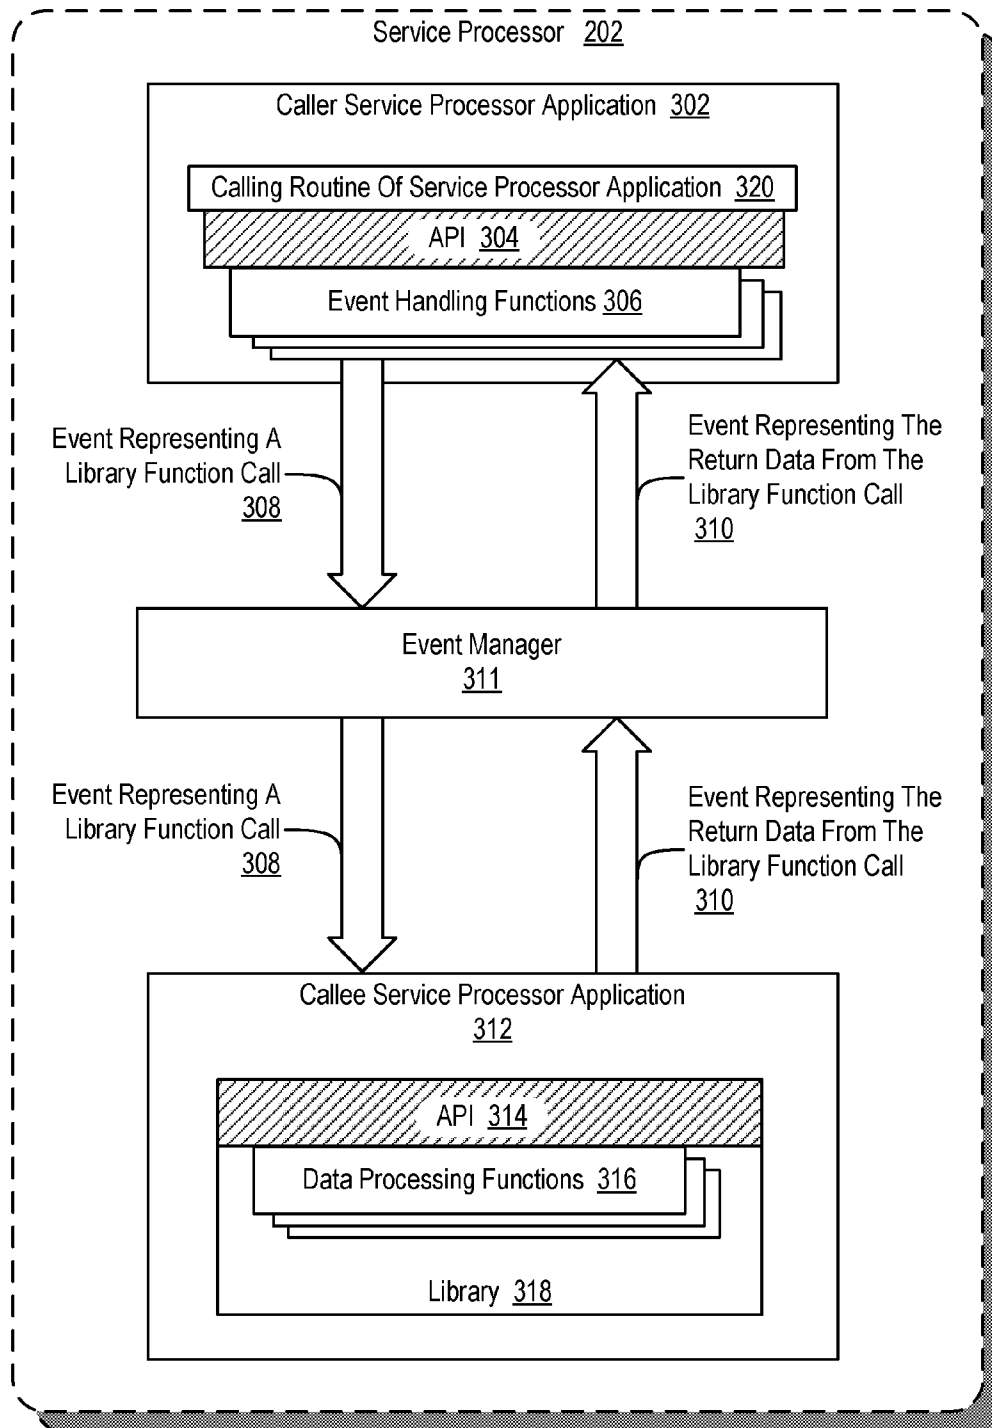 Service Processor 202
Caller Service Processor Application 302
Calling Routine Of Service Processor Application 320
API 304
Event Handling Functions 306
Event Representing A
Library Function Call
308
Event Representing The
Return Data From The
Library Function Call
310
Event Manager
311
Event Representing A
Library Function Call
308
Event Representing The
Return Data From The
Library Function Call
310
Callee Service Processor Application
312
API 314
Data Processing Functions 316
Library 318